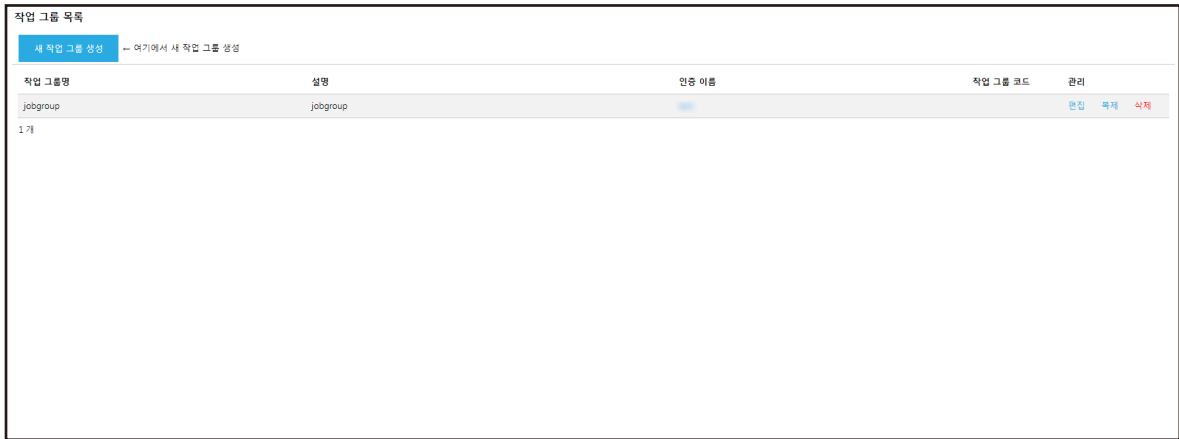 작업 그룹 목록
새 작업 그룹 생성 ← 여기에서 새 작업 그룹 생성
작업 그룹명 설명 인증 이름 작업 그룹 코드 관리
jobgroup jobgroup 편집 복제 삭제
1 개